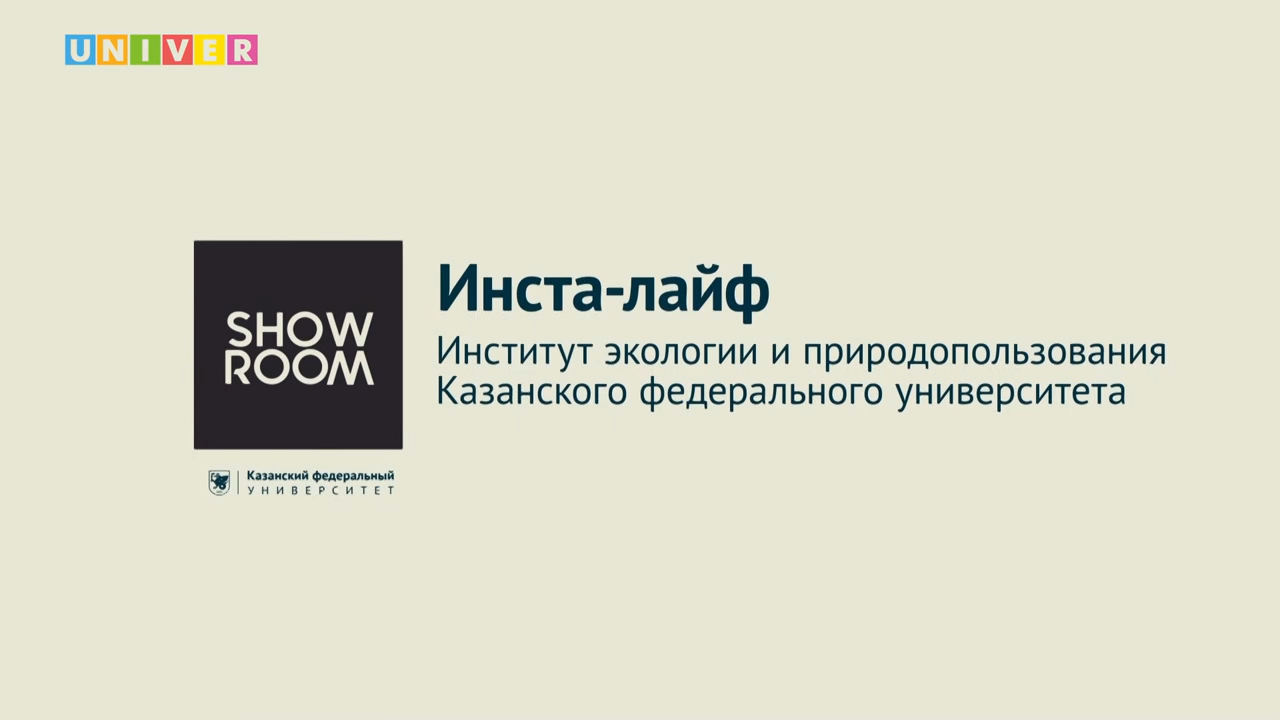 UNIVER
SHOW
ROOM
Инста-лайф
Институт экологии и природопользования
Казанского федерального университета
Казанский федеральный
УНИВЕРСИТЕТ